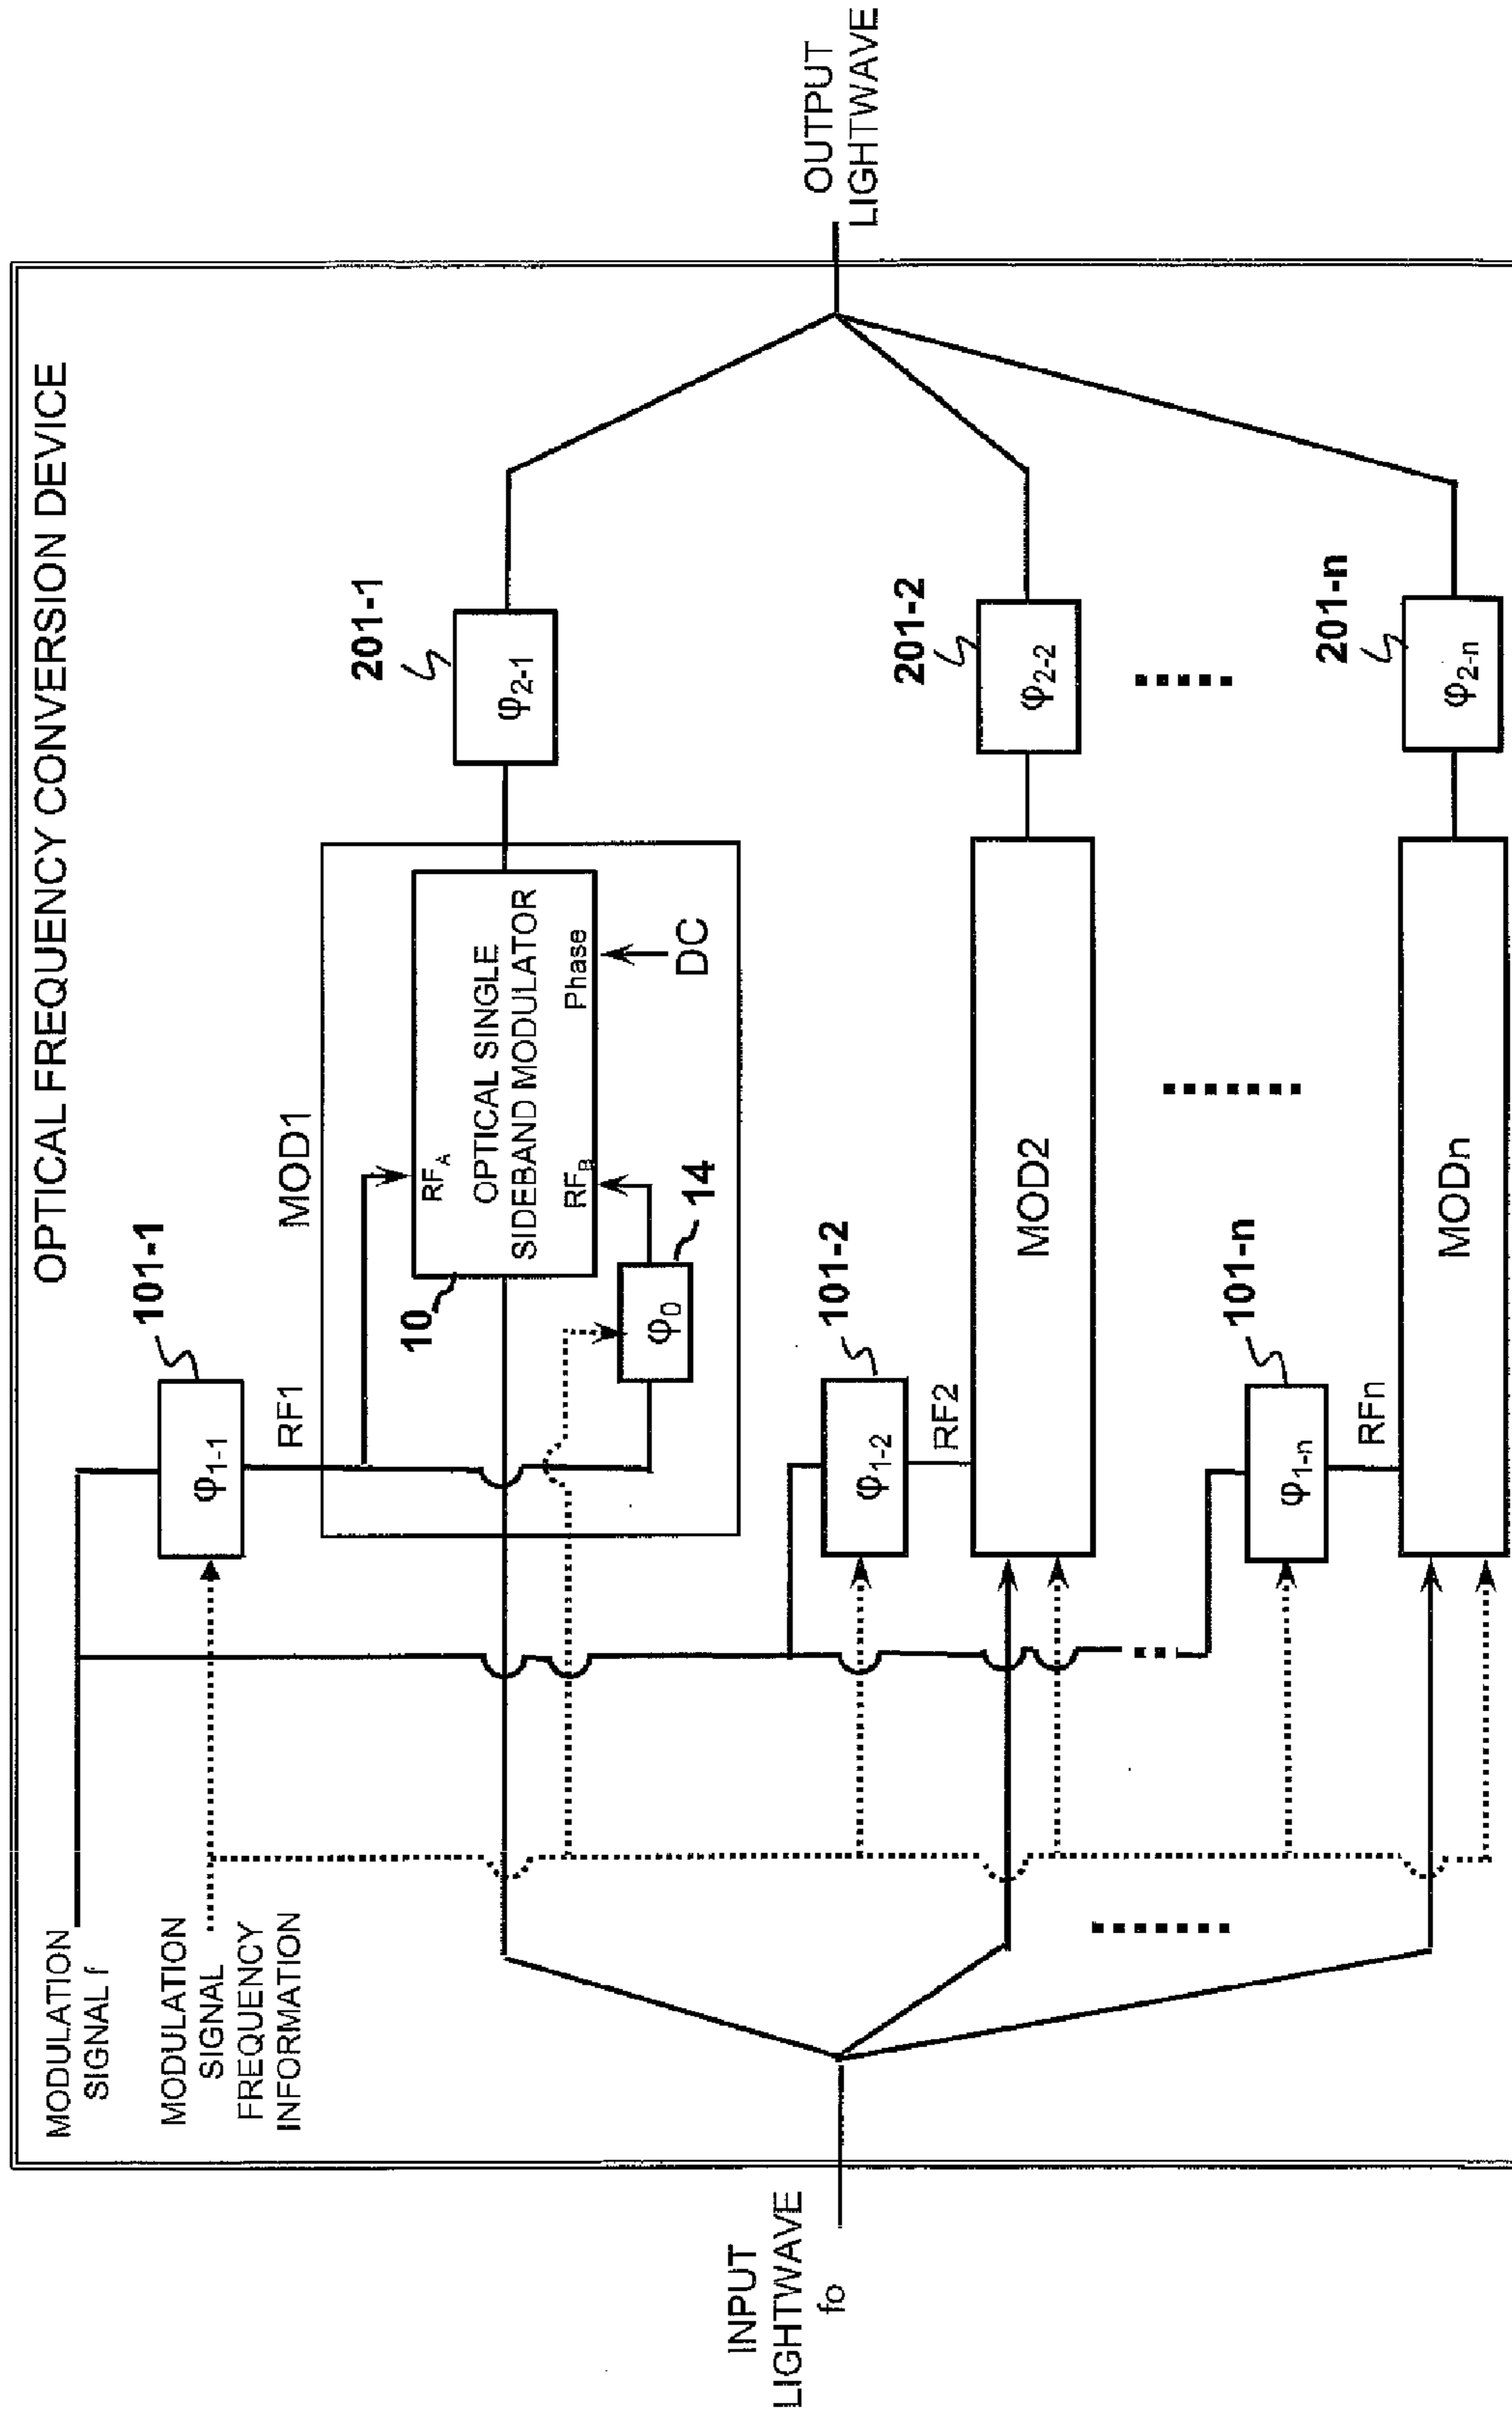 OPTICAL FREQUENCY CONVERSION DEVICE
MODULATION
SIGNAL f
MODULATION
SIGNAL
FREQUENCY
INFORMATION
101-1
φ1-1
RF1
MOD1
RFA
OPTICAL SINGLE
SIDEBAND MODULATOR
RFB
Phase
DC
10
14
φ0
201-1
φ2-1
INPUT
LIGHTWAVE
fo
OUTPUT
LIGHTWAVE
101-2
φ1-2
RF2
MOD2
201-2
φ2-2
101-n
φ1-n
RFn
MODn
201-n
φ2-n